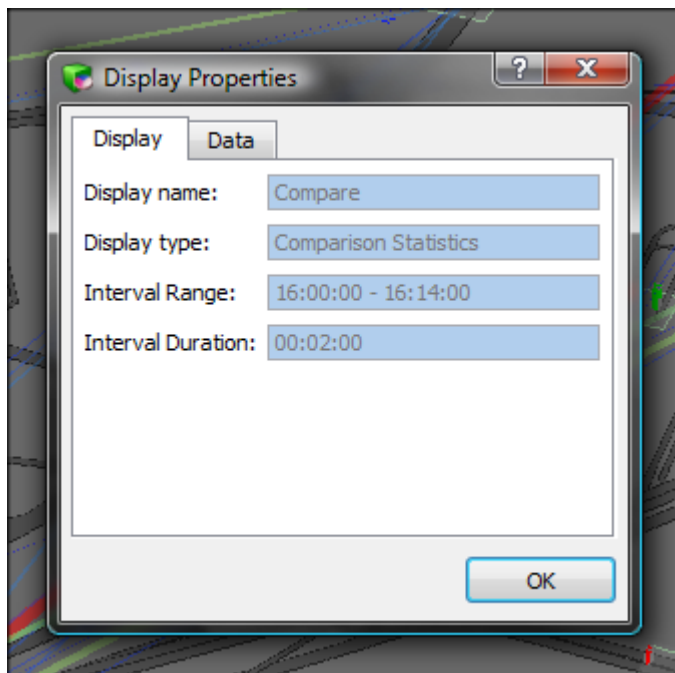 Display Properties
?
Display Data
Display name: Compare
Display type: Comparison Statistics
Interval Range: 16:00:00 - 16:14:00
Interval Duration: 00:02:00
OK